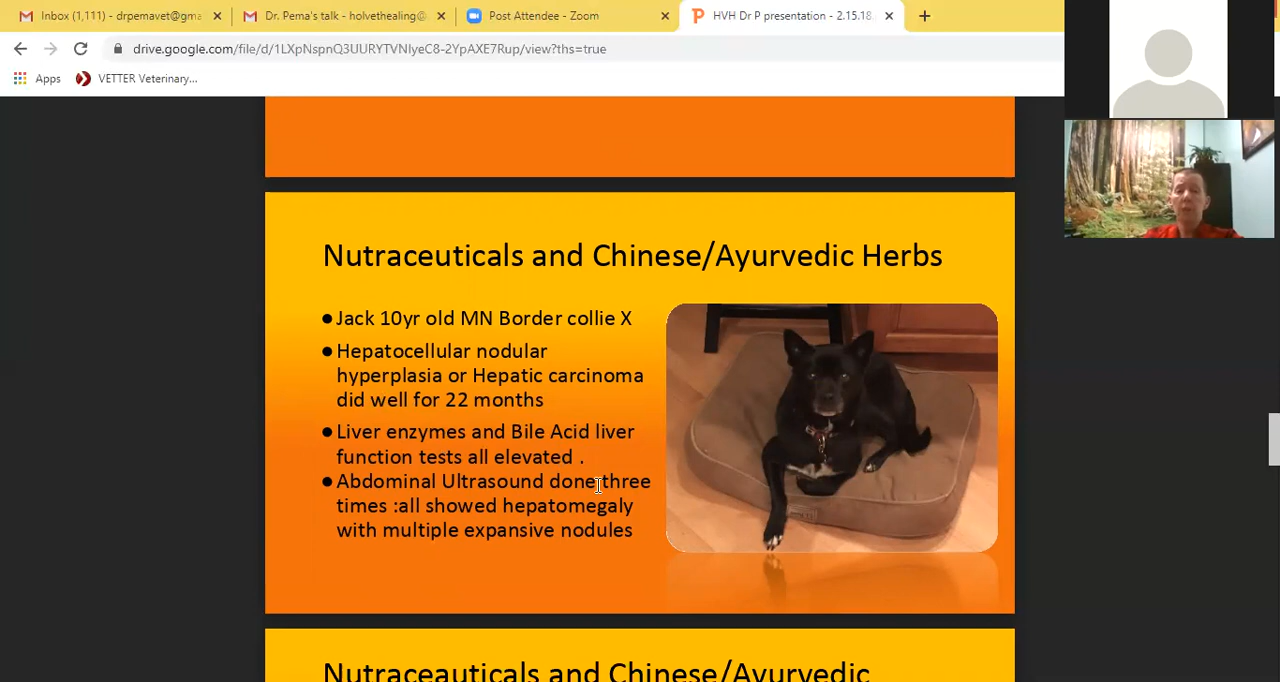 Inbox (1,111) - drpemavet@gma
Dr. Pema's talk - holvethealing@
Post Attendee - Zoom
HVH Dr P presentation - 2.15.18.
drive.google.com/file/d/1LXpNspnQ3UURYTVNlyeC8-2YpAXE7Rup/view?ths=true
Apps
VETTER Veterinary...
Nutraceuticals and Chinese/Ayurvedic Herbs
●Jack 10yr old MN Border collie X
●Hepatocellular nodular
hyperplasia or Hepatic carcinoma
did well for 22 months
●Liver enzymes and Bile Acid liver
function tests all elevated .
●Abdominal Ultrasound done three
times :all showed hepatomegaly
with multiple expansive nodules
Nutraceauticals and Chinese/Ayurvedic